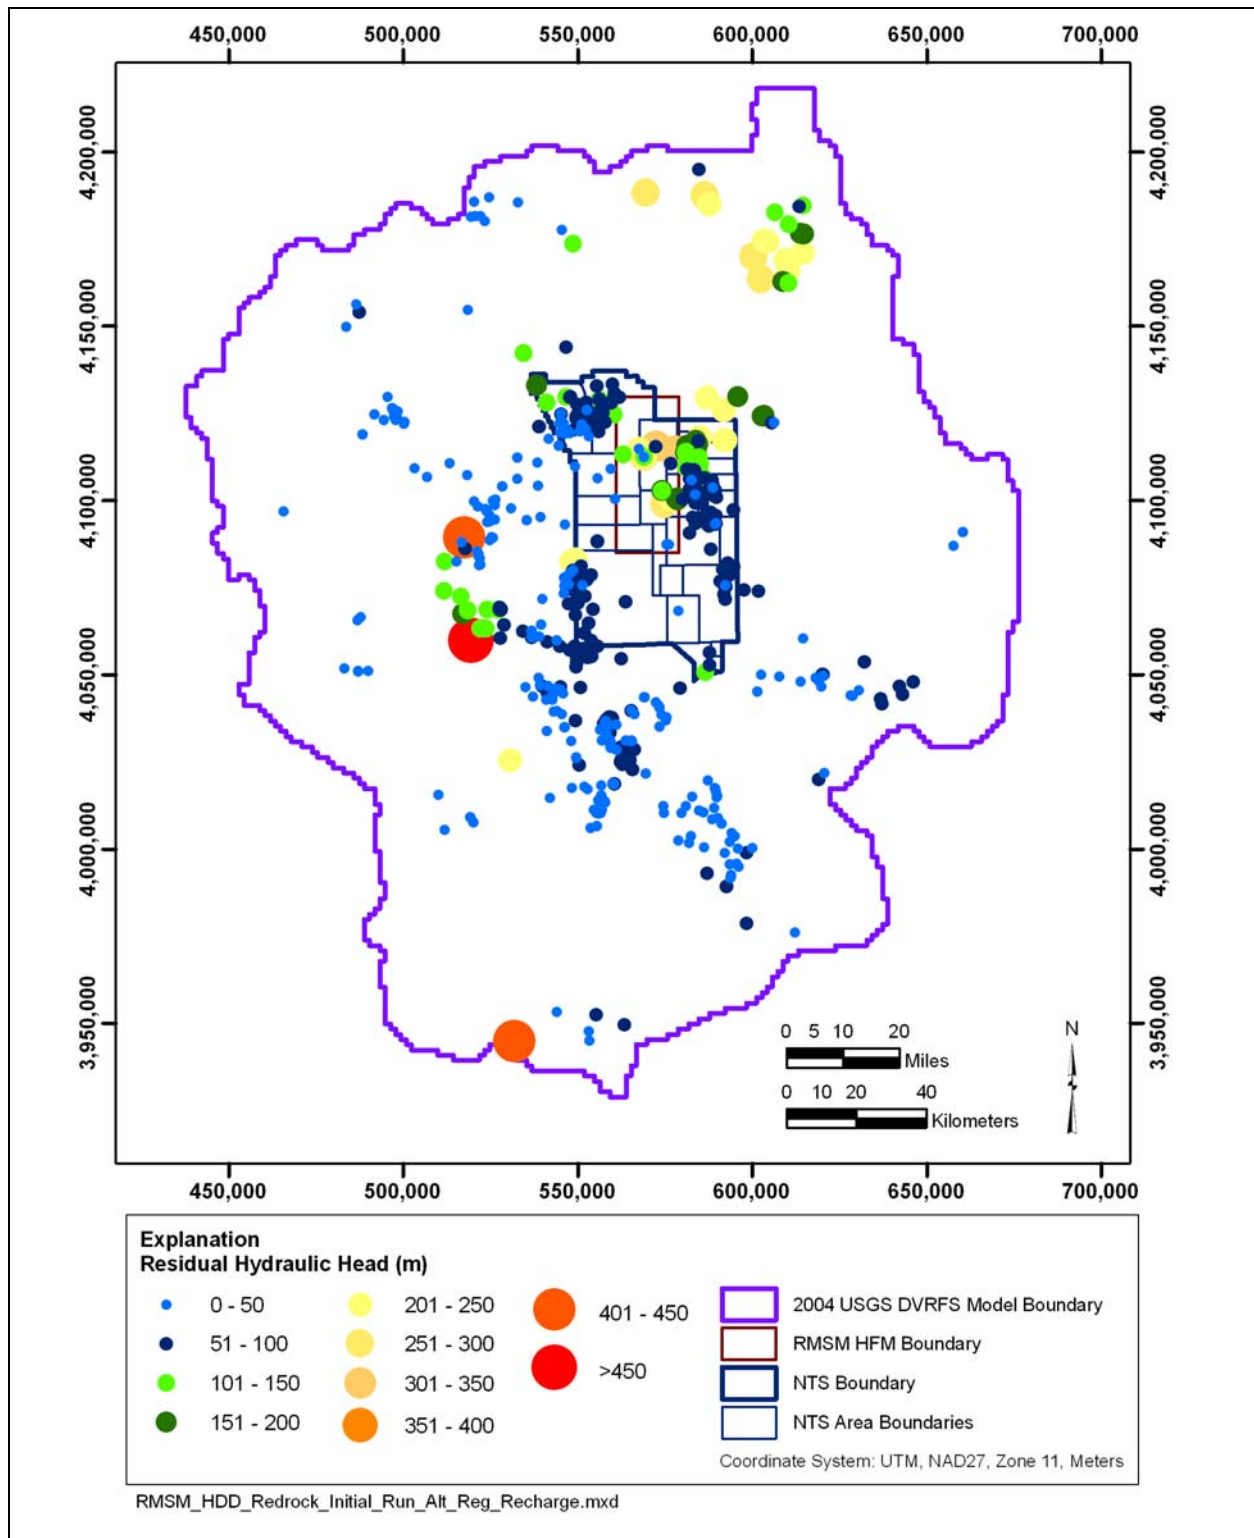 450,000 500,000 550,000 600,000 650,000 700,000
4,200,000 4,200,000
4,150,000 4,150,000
4,100,000 4,100,000
4,050,000 4,050,000
4,000,000 4,000,000
3,950,000 3,950,000
0 5 10 20
Miles
0 10 20 40
Kilometers
N
450,000 500,000 550,000 600,000 650,000 700,000
Explanation
Residual Hydraulic Head (m)
0 - 50
51 - 100
101 - 150
151 - 200
201 - 250
251 - 300
301 - 350
351 - 400
401 - 450
>450
2004 USGS DVRFS Model Boundary
RMSM HFM Boundary
NTS Boundary
NTS Area Boundaries
Coordinate System: UTM, NAD27, Zone 11, Meters
RMSM_HDD_Redrock_Initial_Run_Alt_Reg_Recharge.mxd